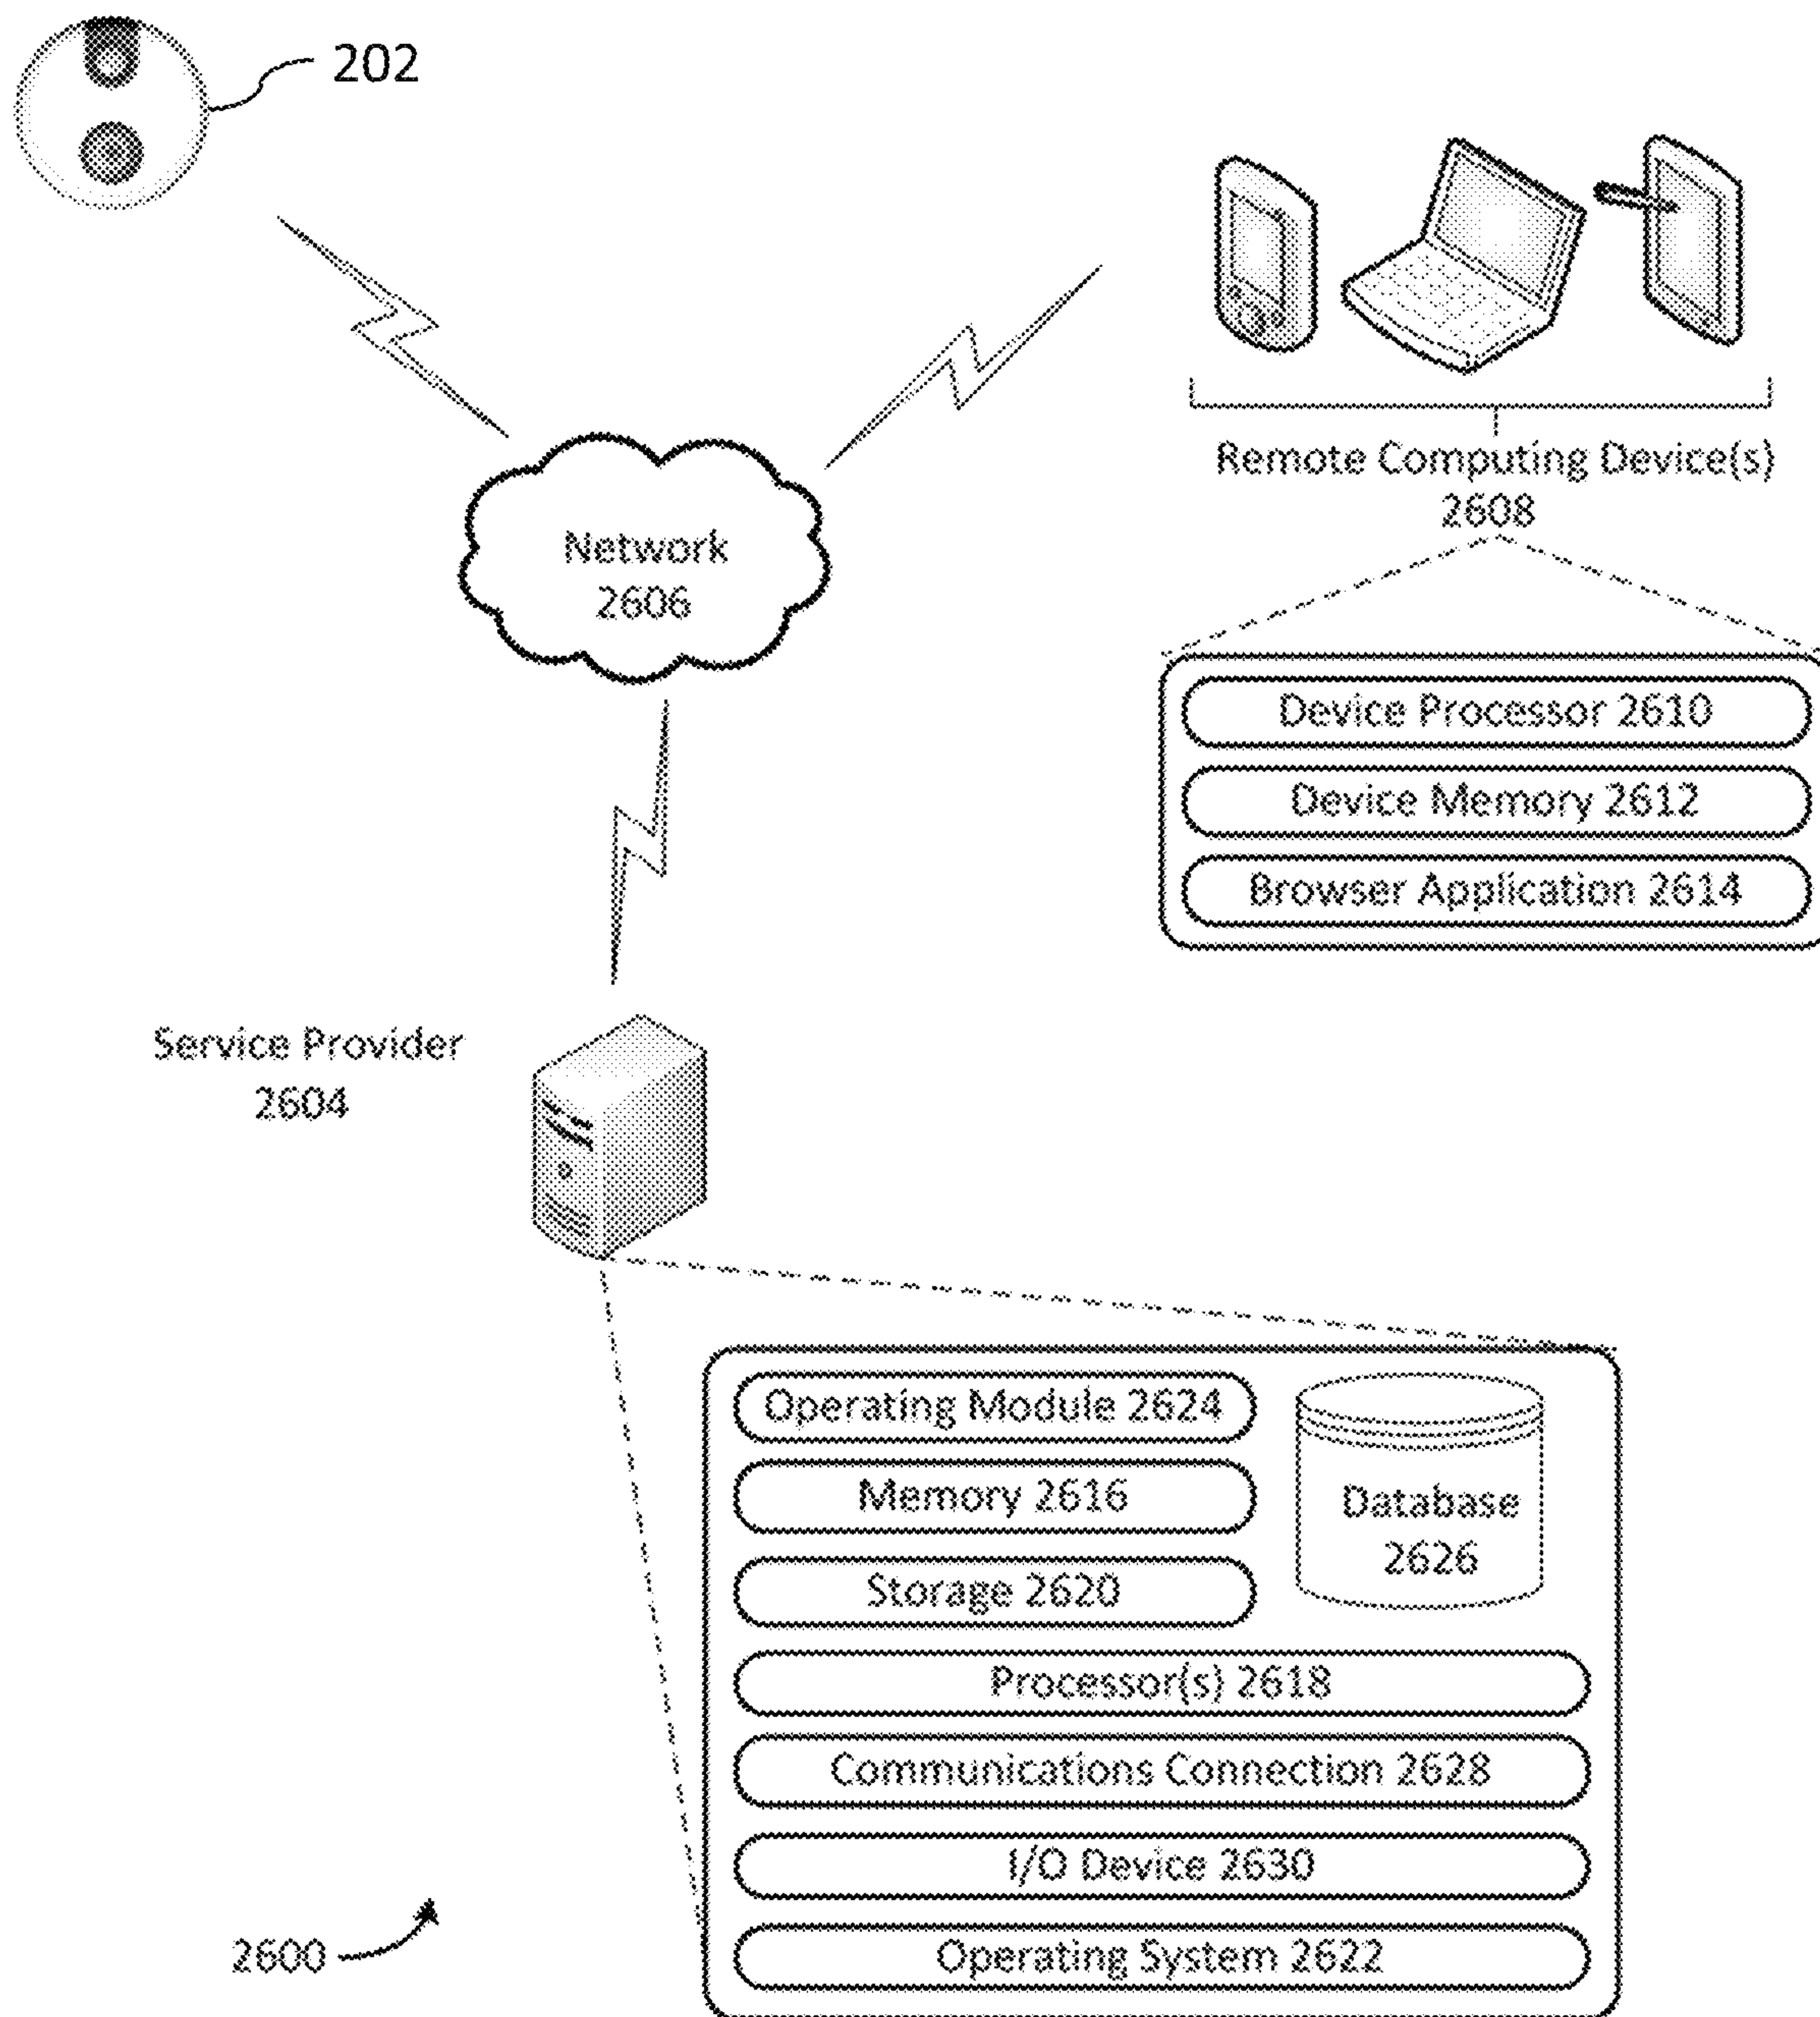 202
Remote Computing Device(s)
2608
Network
2606
Device Processor 2610
Device Memory 2612
Browser Application 2614
Service Provider
2604
Operating Module 2624
Memory 2616
Storage 2620
Database
2626
Processor(s) 2618
Communications Connection 2628
I/O Device 2630
Operating System 2622
2600